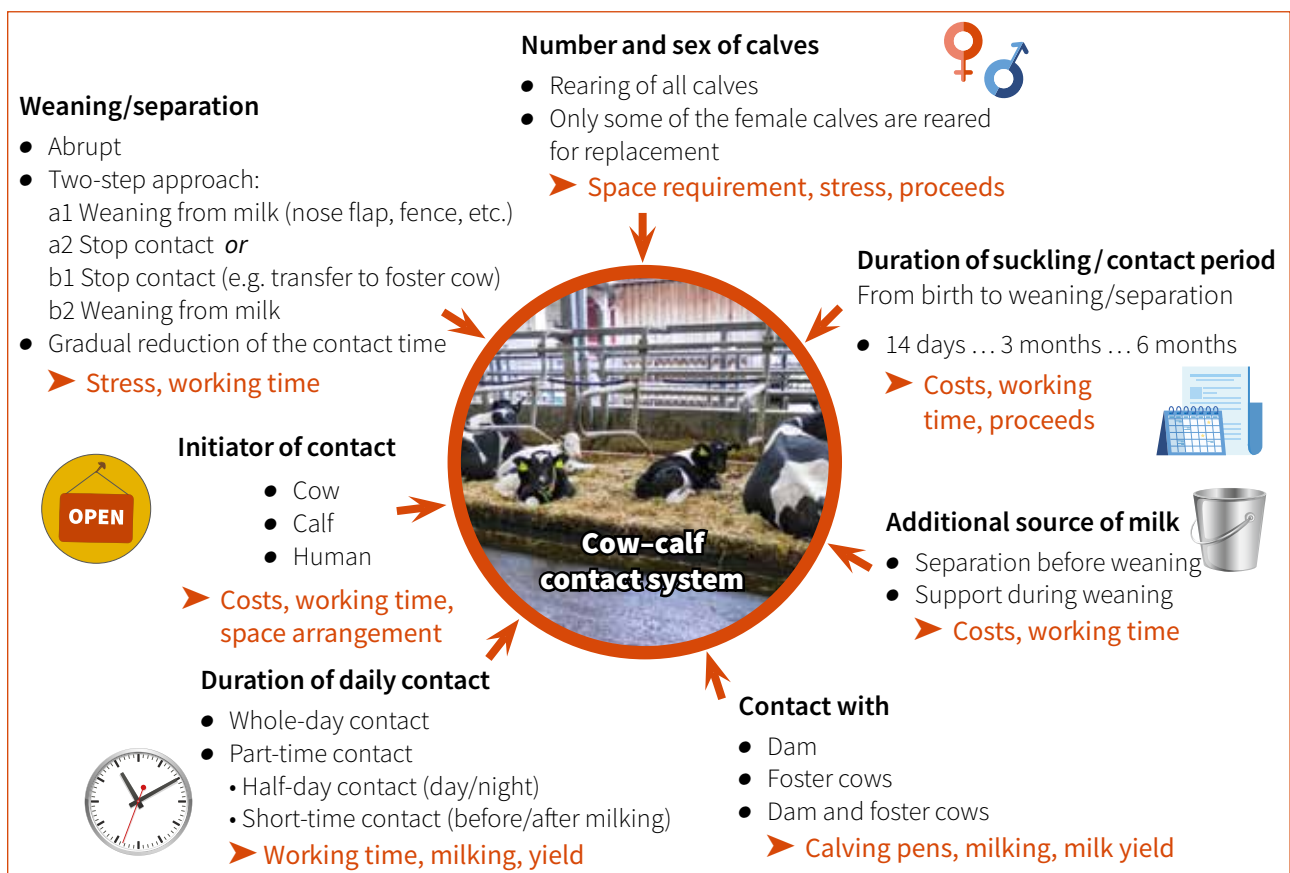 Number and sex of calves
● Rearing of all calves
● Only some of the female calves are reared
for replacement
➤ Space requirement, stress, proceeds
Weaning/separation
● Abrupt
● Two-step approach:
a1 Weaning from milk (nose flap, fence, etc.)
a2 Stop contact or
b1 Stop contact (e.g. transfer to foster cow)
b2 Weaning from milk
● Gradual reduction of the contact time
➤ Stress, working time
Duration of suckling / contact period
From birth to weaning/separation
● 14 days … 3 months … 6 months
➤ Costs, working
time, proceeds
Initiator of contact
● Cow
● Calf
● Human
➤ Costs, working time,
space arrangement
OPEN
Cow–calf
contact system
Additional source of milk
● Separation before weaning
● Support during weaning
➤ Costs, working time
Duration of daily contact
● Whole-day contact
● Part-time contact
• Half-day contact (day/night)
• Short-time contact (before/after milking)
➤ Working time, milking, yield
Contact with
● Dam
● Foster cows
● Dam and foster cows
➤ Calving pens, milking, milk yield